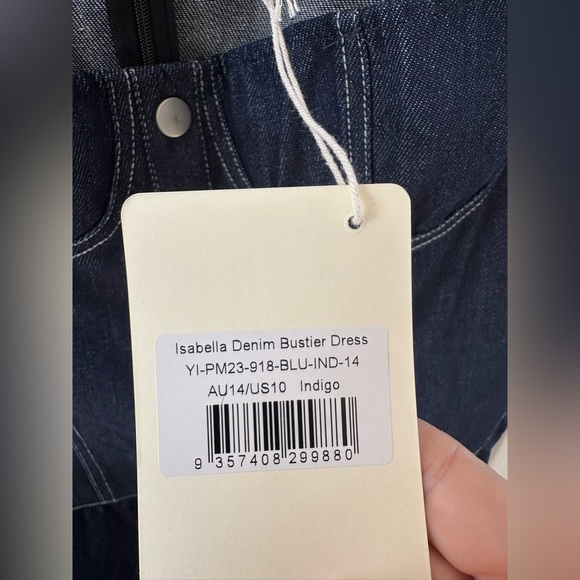 Isabella Denim Bustier Dress
YI-PM23-918-BLU-IND-14
AU14/US10 Indigo
9 357408 299880